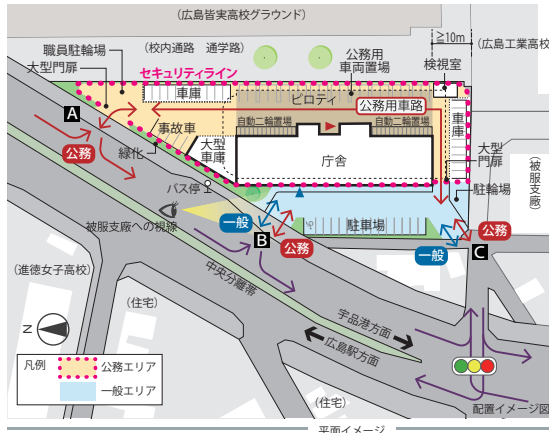 (広島皆実高校グラウンド)
≧10m
職員駐輪場
(校内通路 通学路)
公務用
車両置場
(広島工業高校)
大型門扉
セキュリティライン
検視室
車庫
ピロティ
公務用車路
A
事故車
自動二輪置場
自動二輪置場
車庫
公務
緑化
大型
車庫
庁舎
大型
門扉
(被服支廠)
バス停
駐輪場
被服支廠への視線
一般
駐車場
B
公務
公務
一般
C
(進徳女子高校)
中央分離帯
(住宅)
宇品港方面
N
広島駅方面
凡例
公務エリア
一般エリア
(住宅)
配置イメージ図
平面イメージ